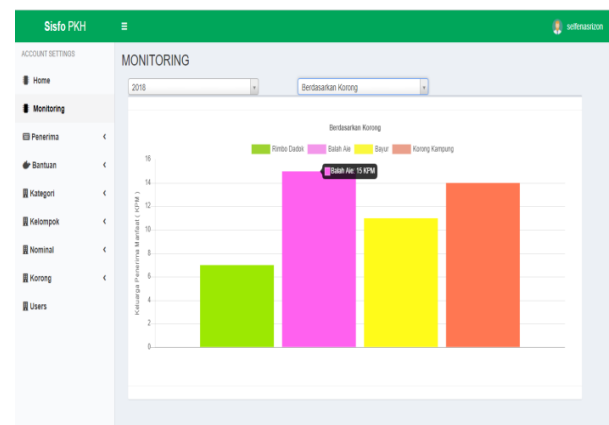 Sisfo PKH
selfenasrizon
ACCOUNT SETTINGS
Home
Monitoring
Penerima
Bantuan
Kategori
Kelompok
Nominal
Korong
Users
MONITORING
2018
Berdasarkan Korong
Berdasarkan Korong
Rimbo Dadok
Balah Aie
Bayur
Korong Kampung
Balah Aie: 15 KPM
Keluarga Penerima Manfaat ( KPM )
16
14
12
10
8
6
4
2
0